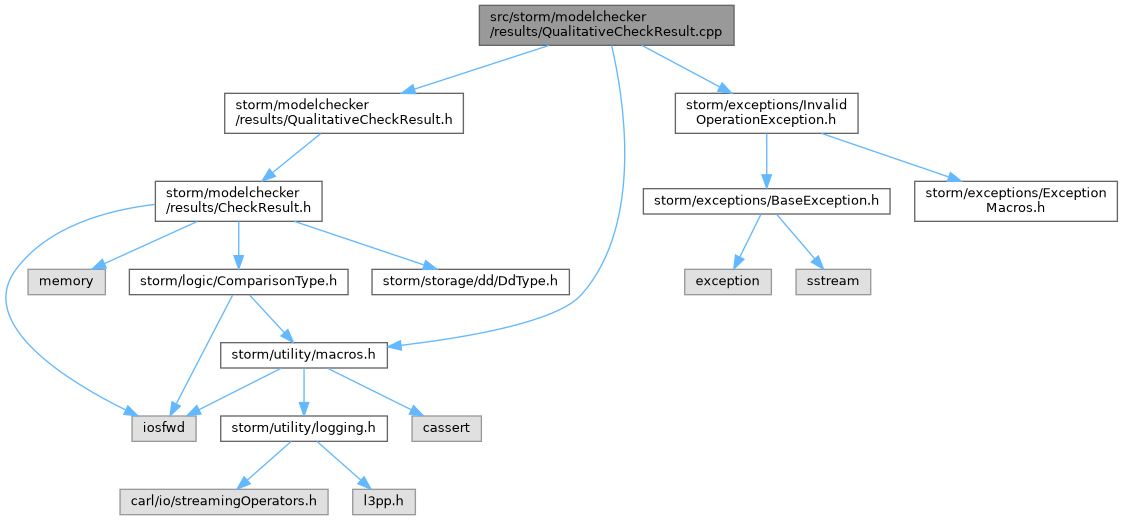 src/storm/modelchecker
/results/QualitativeCheckResult.cpp
storm/modelchecker
/results/QualitativeCheckResult.h
storm/exceptions/Invalid
OperationException.h
storm/modelchecker
/results/CheckResult.h
storm/exceptions/BaseException.h
storm/exceptions/Exception
Macros.h
memory
storm/logic/ComparisonType.h
storm/storage/dd/DdType.h
exception
sstream
storm/utility/macros.h
iosfwd
storm/utility/logging.h
cassert
carl/io/streamingOperators.h
l3pp.h